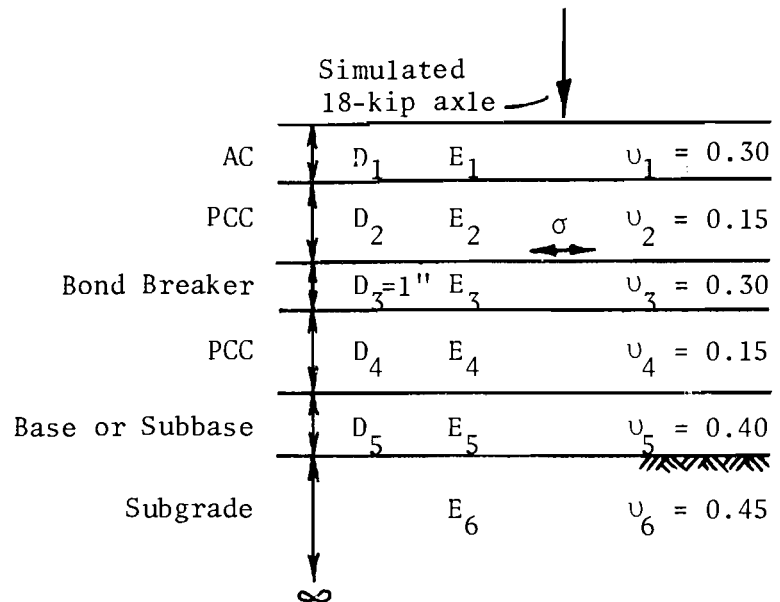 Simulated
18-kip axle
AC D₁ E₁ υ₁ = 0.30
PCC D₂ E₂ σ υ₂ = 0.15
Bond Breaker D₃=1" E₃ υ₃ = 0.30
PCC D₄ E₄ υ₄ = 0.15
Base or Subbase D₅ E₅ υ₅ = 0.40
Subgrade E₆ υ₆ = 0.45
∞